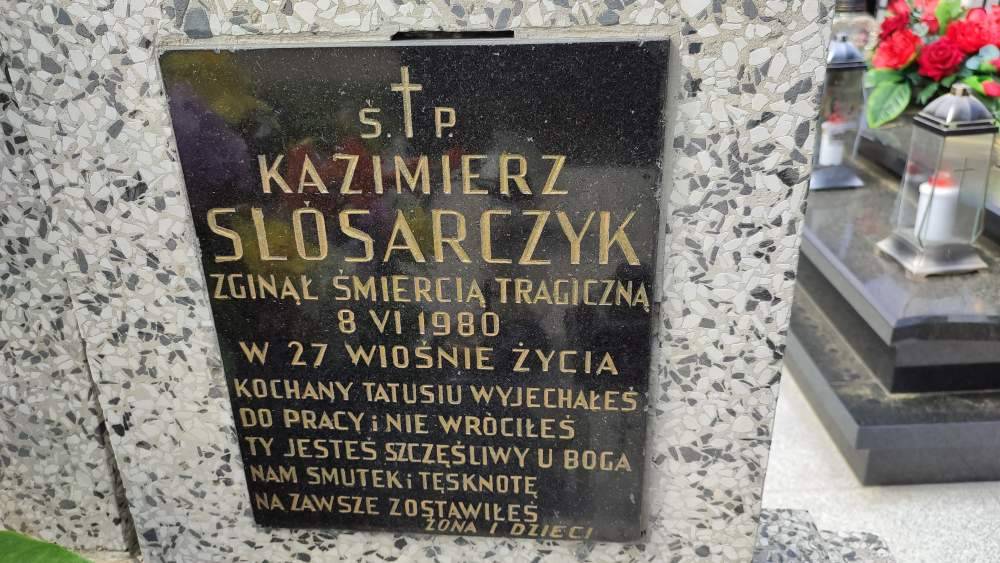 Ś. P.
KAZIMIERZ
SLÓSARCZYK
ZGINĄŁ ŚMIERCIĄ TRAGICZNĄ
8 VI 1980
W 27 WIOŚNIE ŻYCIA
KOCHANY TATUSIU WYJECHAŁEŚ
DO PRACY i NIE WRÓCIŁEŚ
TY JESTEŚ SZCZĘŚLIWY U BOGA
NAM SMUTEK i TĘSKNOTĘ
NA ZAWSZE ZOSTAWIŁEŚ
ŻONA I DZIECI